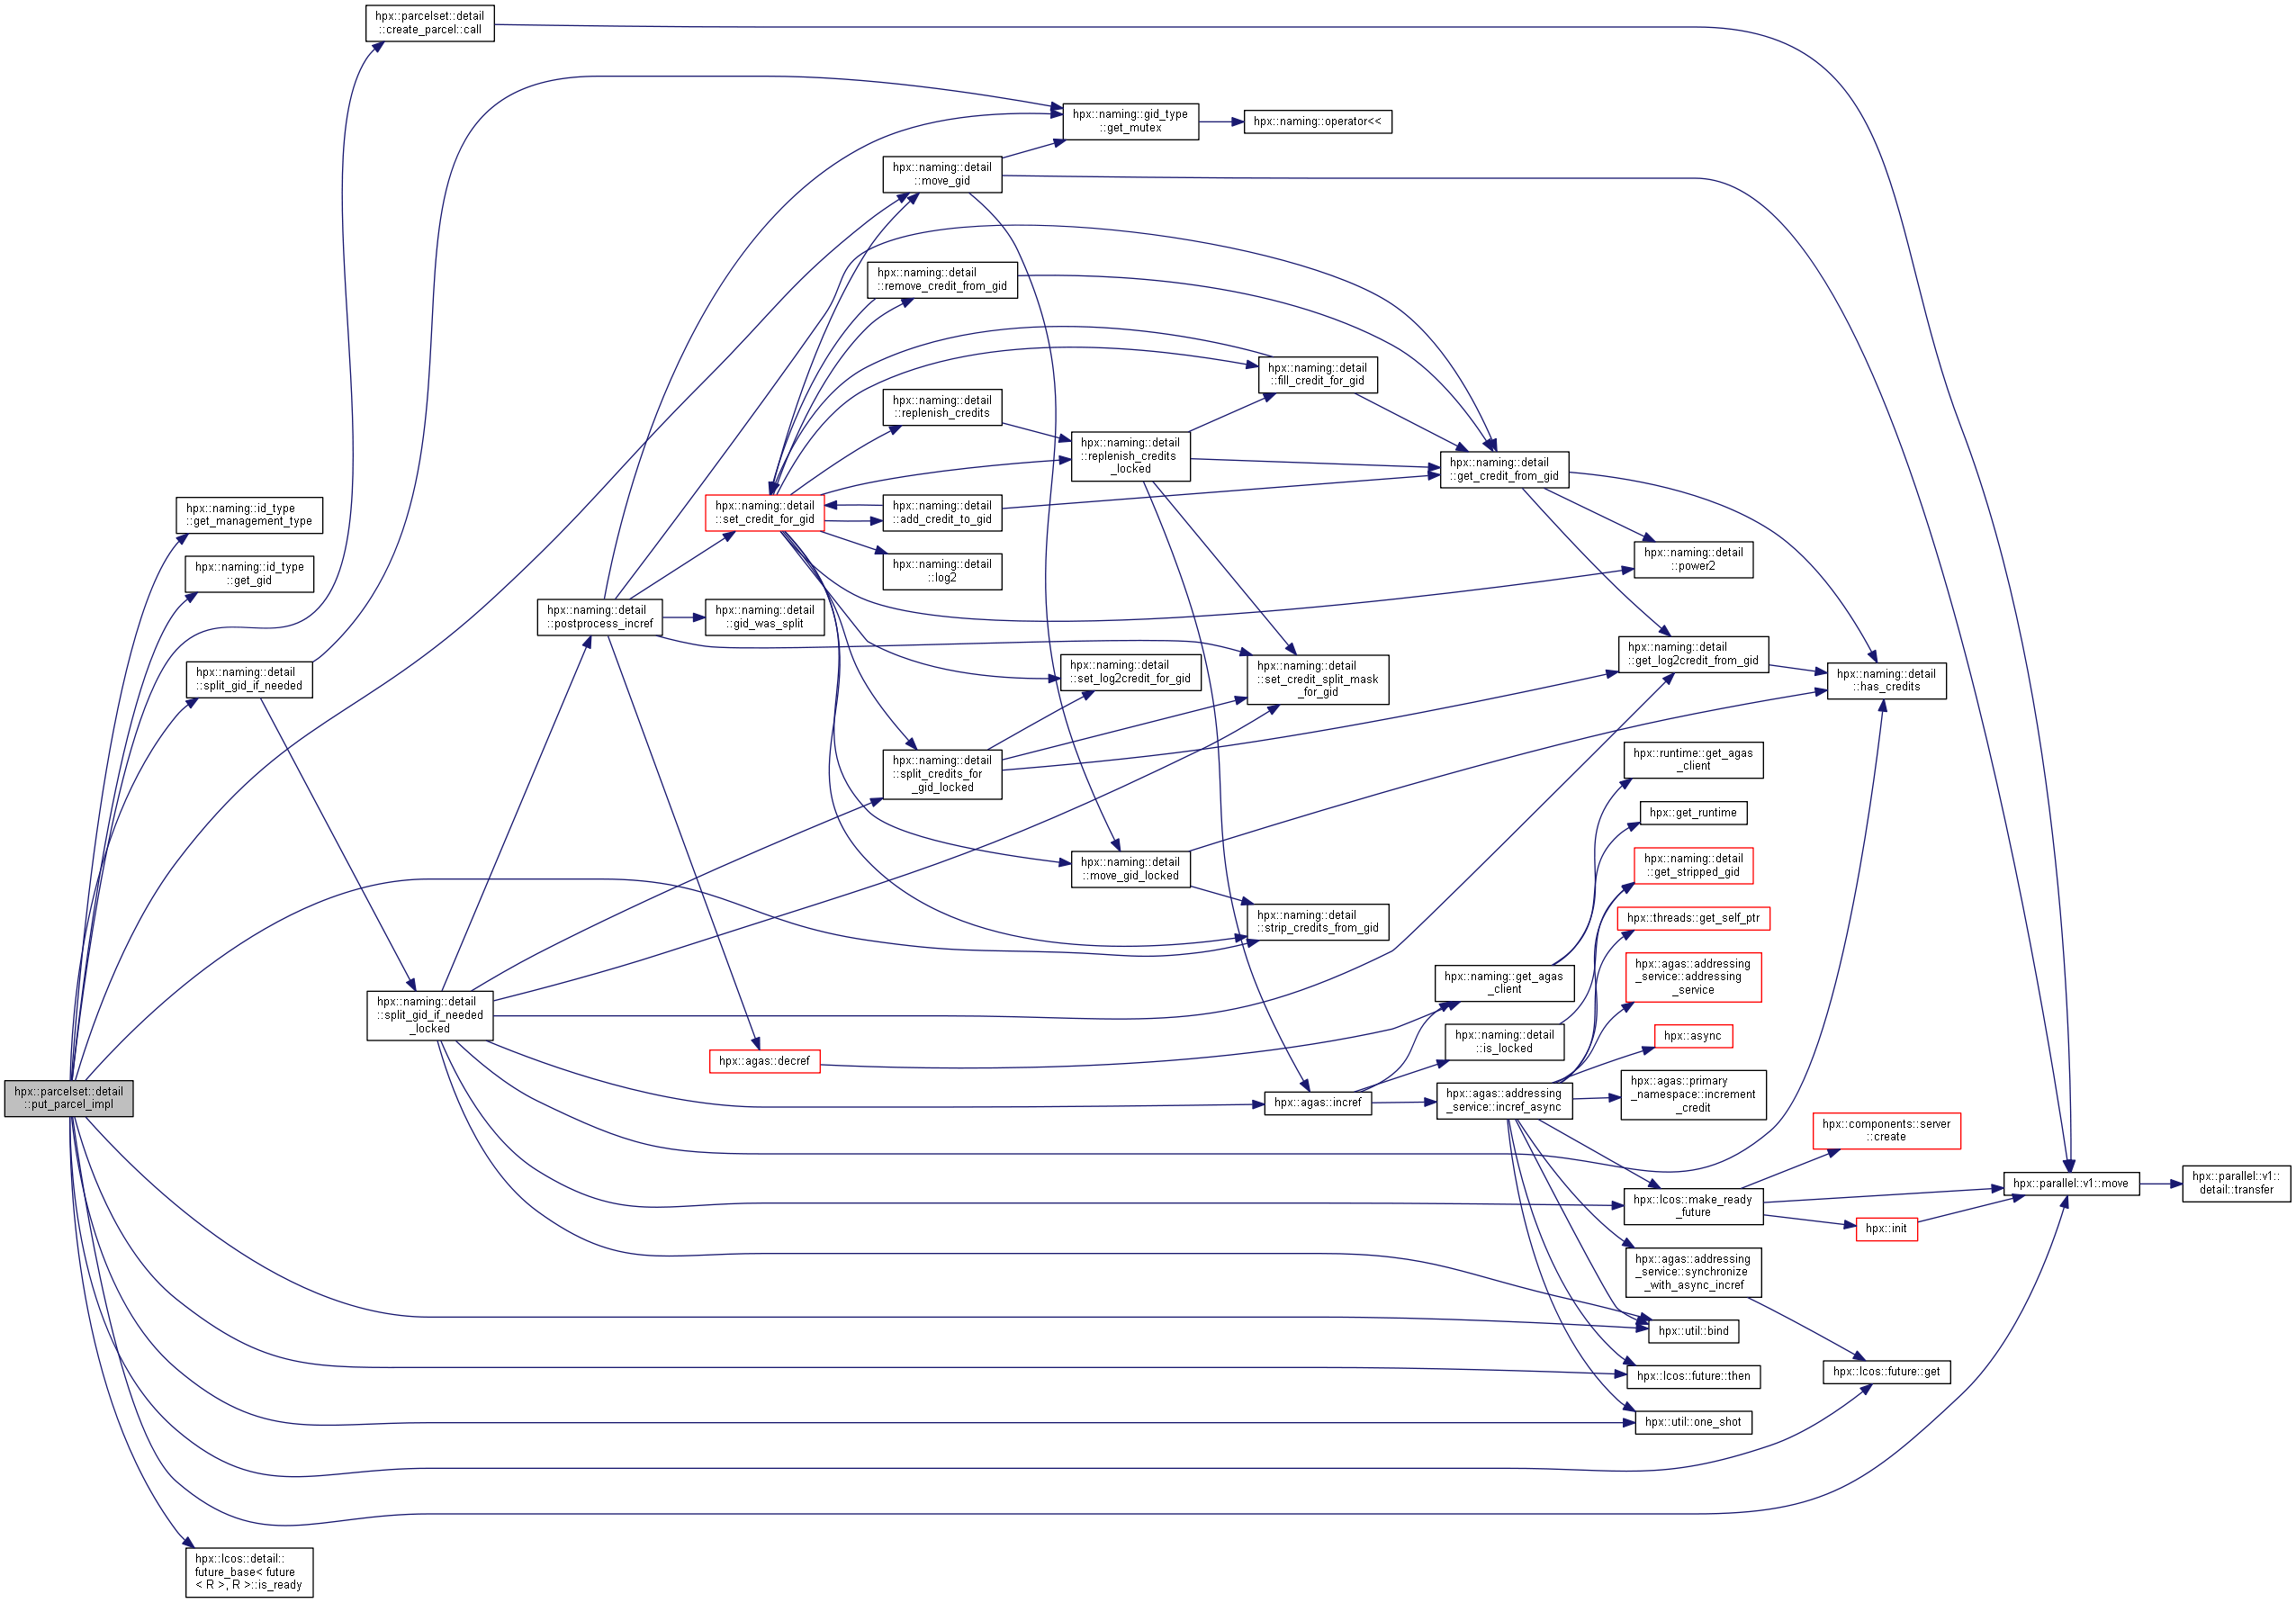 hpx::parcelset::detail
::create_parcel::call
hpx::naming::gid_type
::get_mutex
hpx::naming::operator<<
hpx::naming::detail
::move_gid
hpx::naming::detail
::remove_credit_from_gid
hpx::naming::detail
::fill_credit_for_gid
hpx::naming::detail
::replenish_credits
hpx::naming::detail
::replenish_credits
_locked
hpx::naming::detail
::get_credit_from_gid
hpx::naming::id_type
::get_management_type
hpx::naming::detail
::set_credit_for_gid
hpx::naming::detail
::add_credit_to_gid
hpx::naming::detail
::log2
hpx::naming::detail
::power2
hpx::naming::id_type
::get_gid
hpx::naming::detail
::postprocess_incref
hpx::naming::detail
::gid_was_split
hpx::naming::detail
::split_gid_if_needed
hpx::naming::detail
::set_log2credit_for_gid
hpx::naming::detail
::set_credit_split_mask
_for_gid
hpx::naming::detail
::get_log2credit_from_gid
hpx::naming::detail
::has_credits
hpx::naming::detail
::split_credits_for
_gid_locked
hpx::runtime::get_agas
_client
hpx::get_runtime
hpx::naming::detail
::move_gid_locked
hpx::naming::detail
::get_stripped_gid
hpx::naming::detail
::strip_credits_from_gid
hpx::threads::get_self_ptr
hpx::naming::get_agas
_client
hpx::agas::addressing
_service::addressing
_service
hpx::naming::detail
::split_gid_if_needed
_locked
hpx::naming::detail
::is_locked
hpx::async
hpx::agas::decref
hpx::parcelset::detail
::put_parcel_impl
hpx::agas::incref
hpx::agas::addressing
_service::incref_async
hpx::agas::primary
_namespace::increment
_credit
hpx::components::server
::create
hpx::lcos::make_ready
_future
hpx::init
hpx::parallel::v1::move
hpx::parallel::v1::
detail::transfer
hpx::agas::addressing
_service::synchronize
_with_async_incref
hpx::util::bind
hpx::lcos::future::then
hpx::lcos::future::get
hpx::util::one_shot
hpx::lcos::detail::
future_base< future
< R >, R >::is_ready